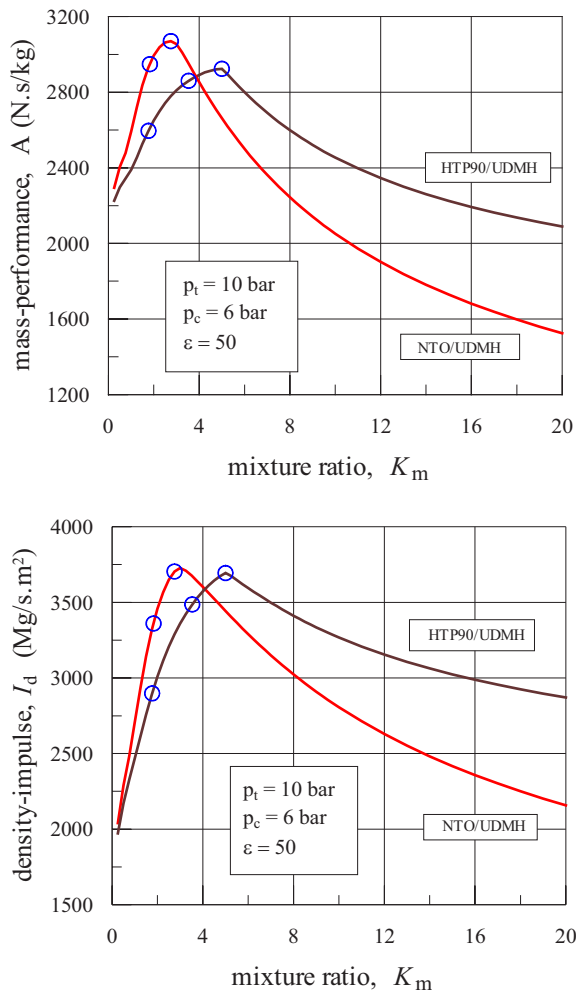 3200
2800
2400
2000
1600
1200
mass-performance, A (N.s/kg)
HTP90/UDMH
p_t = 10 bar
p_c = 6 bar
ε = 50
NTO/UDMH
0 4 8 12 16 20
mixture ratio, K_m
4000
3500
3000
2500
2000
1500
density-impulse, I_d (Mg/s.m²)
HTP90/UDMH
p_t = 10 bar
p_c = 6 bar
ε = 50
NTO/UDMH
0 4 8 12 16 20
mixture ratio, K_m